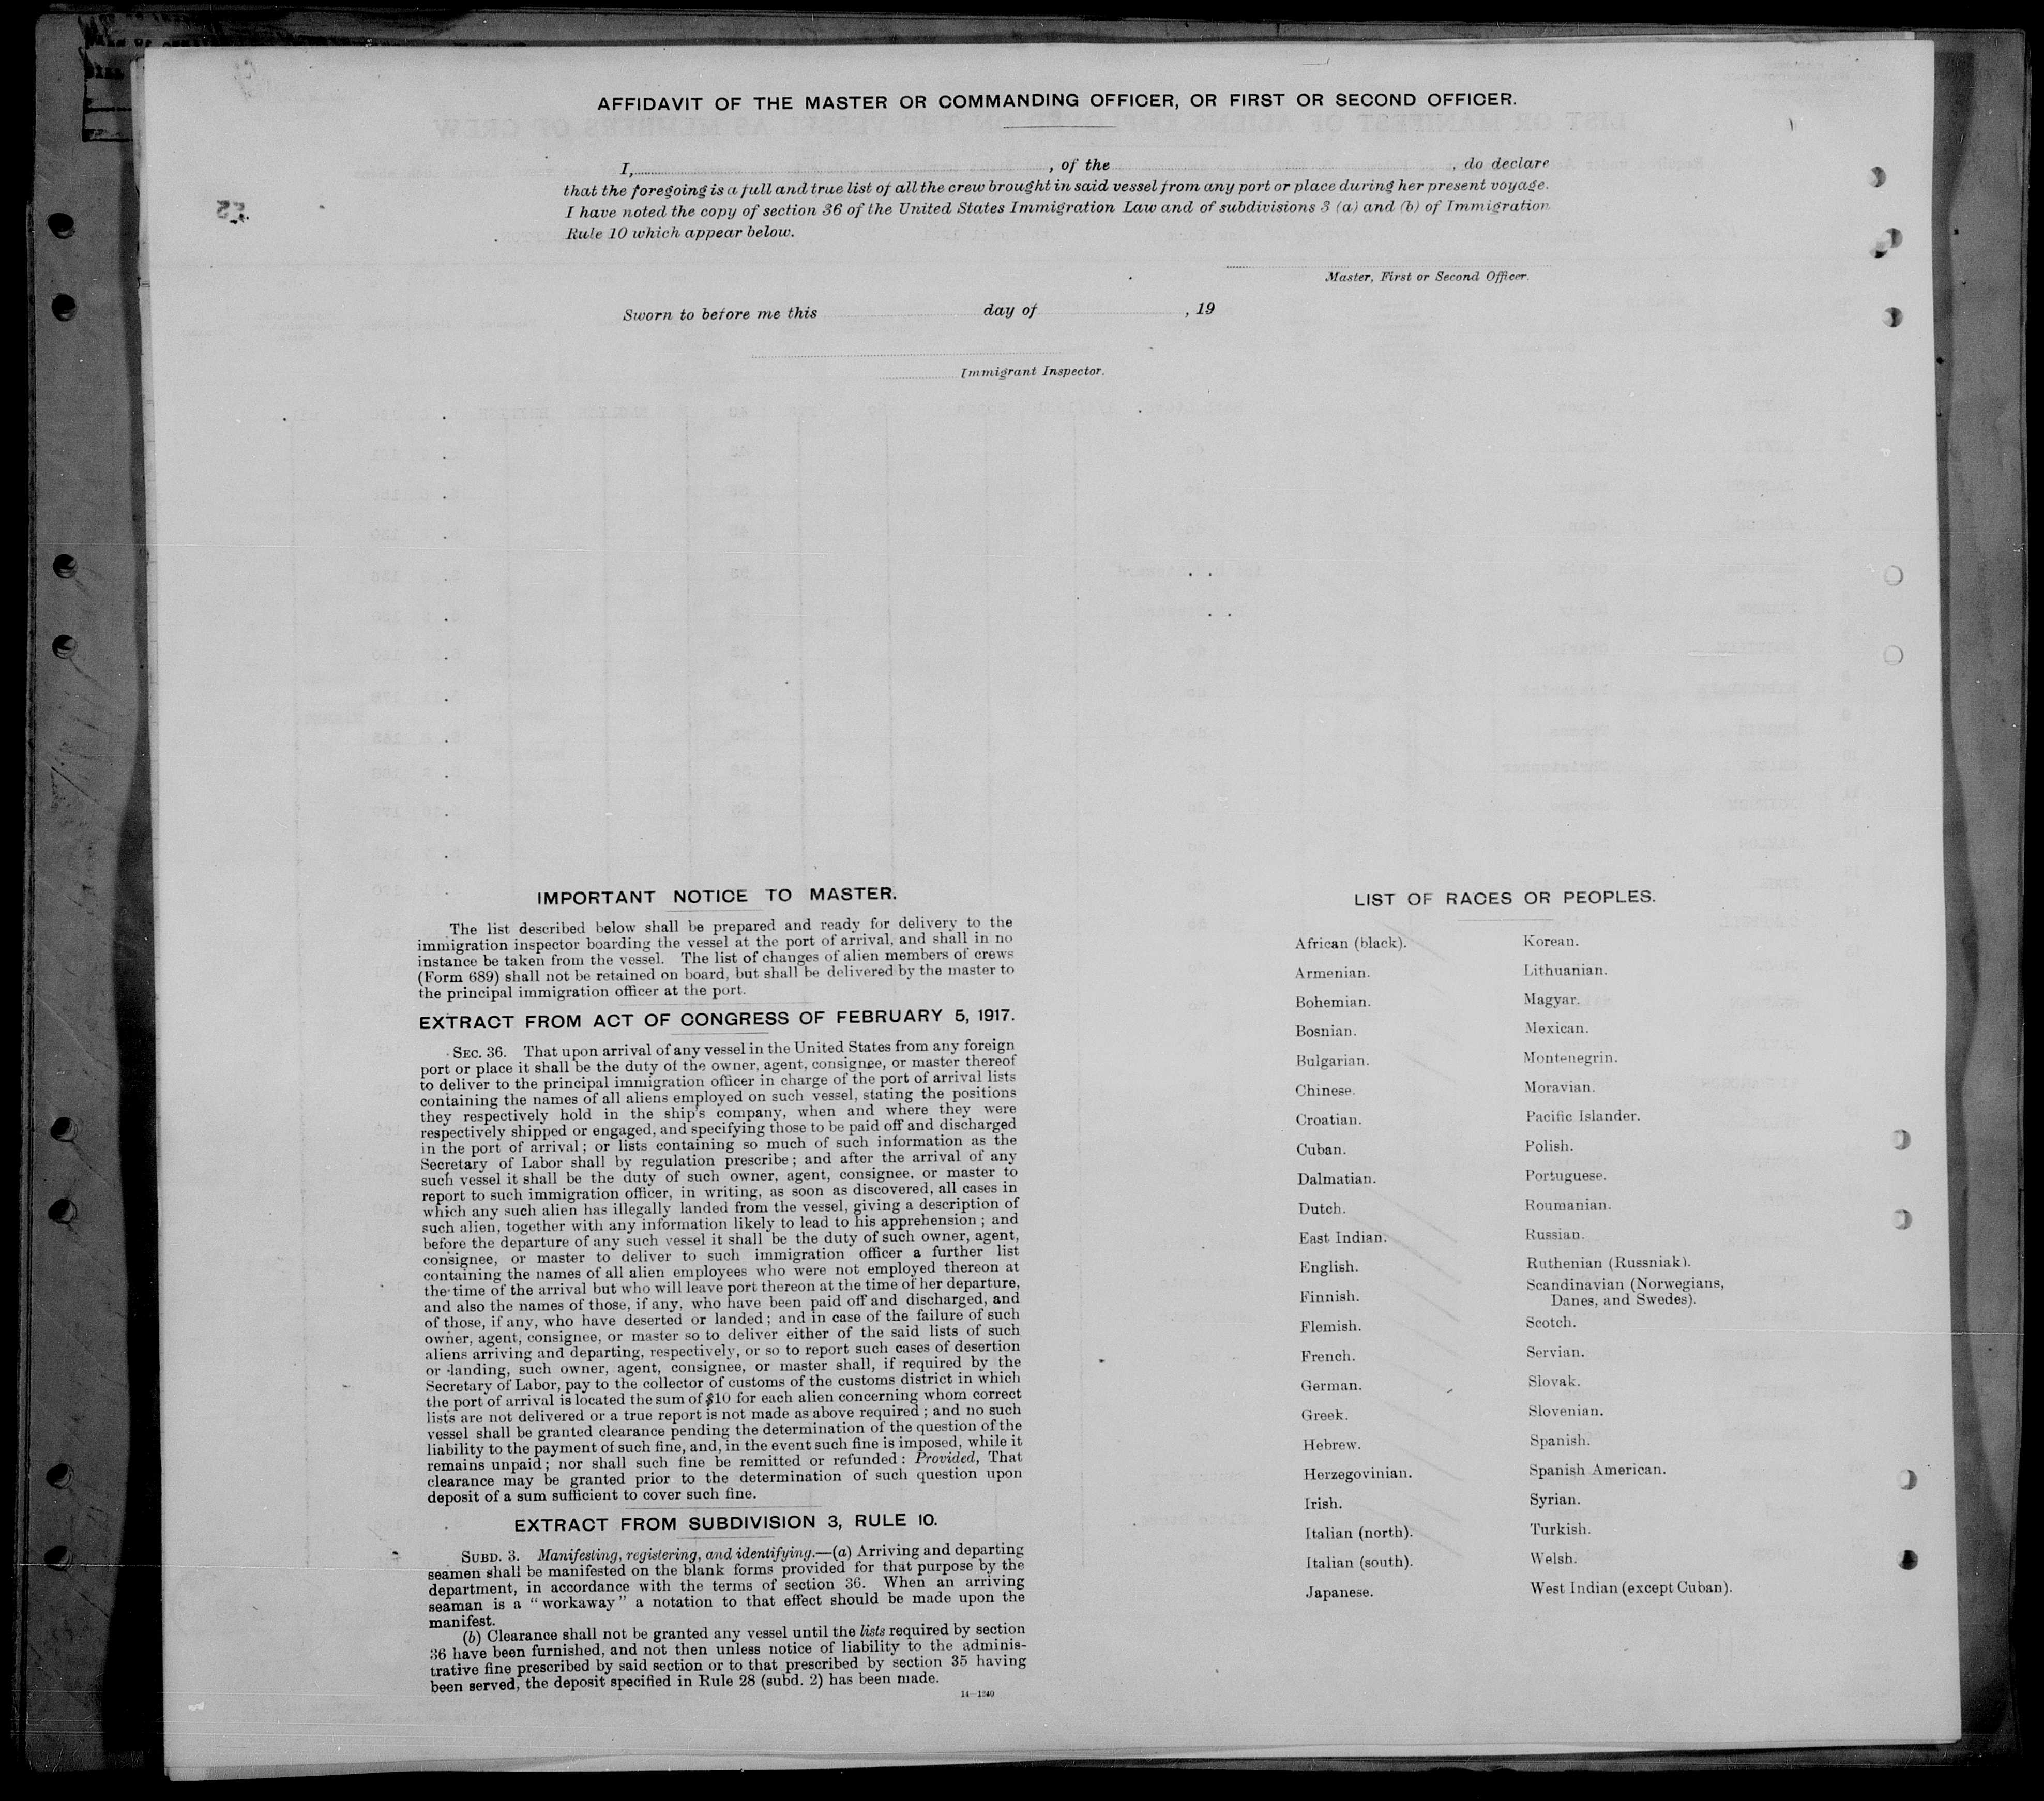 AFFIDAVIT OF THE MASTER OR COMMANDING OFFICER, OR FIRST OR SECOND OFFICER.
I, , of the , do declare
that the foregoing is a full and true list of all the crew brought in said vessel from any port or place during her present voyage.
I have noted the copy of section 36 of the United States Immigration Law and of subdivisions 3 (a) and (b) of Immigration
Rule 10 which appear below.
Master, First or Second Officer.
Sworn to before me this day of , 19
Immigrant Inspector.
IMPORTANT NOTICE TO MASTER.
The list described below shall be prepared and ready for delivery to the
immigration inspector boarding the vessel at the port of arrival, and shall in no
instance be taken from the vessel. The list of changes of alien members of crews
(Form 689) shall not be retained on board, but shall be delivered by the master to
the principal immigration officer at the port.
EXTRACT FROM ACT OF CONGRESS OF FEBRUARY 5, 1917.
SEC. 36. That upon arrival of any vessel in the United States from any foreign
port or place it shall be the duty of the owner, agent, consignee, or master thereof
to deliver to the principal immigration officer in charge of the port of arrival lists
containing the names of all aliens employed on such vessel, stating the positions
they respectively hold in the ship's company, when and where they were
respectively shipped or engaged, and specifying those to be paid off and discharged
in the port of arrival; or lists containing so much of such information as the
Secretary of Labor shall by regulation prescribe; and after the arrival of any
such vessel it shall be the duty of such owner, agent, consignee, or master to
report to such immigration officer, in writing, as soon as discovered, all cases in
which any such alien has illegally landed from the vessel, giving a description of
such alien, together with any information likely to lead to his apprehension; and
before the departure of any such vessel it shall be the duty of such owner, agent,
consignee, or master to deliver to such immigration officer a further list
containing the names of all alien employees who were not employed thereon at
the time of the arrival but who will leave port thereon at the time of her departure,
and also the names of those, if any, who have been paid off and discharged, and
of those, if any, who have deserted or landed; and in case of the failure of such
owner, agent, consignee, or master so to deliver either of the said lists of such
aliens arriving and departing, respectively, or so to report such cases of desertion
or landing, such owner, agent, consignee, or master shall, if required by the
Secretary of Labor, pay to the collector of customs of the customs district in which
the port of arrival is located the sum of $10 for each alien concerning whom correct
lists are not delivered or a true report is not made as above required; and no such
vessel shall be granted clearance pending the determination of the question of the
liability to the payment of such fine, and, in the event such fine is imposed, while it
remains unpaid; nor shall such fine be remitted or refunded: Provided, That
clearance may be granted prior to the determination of such question upon
deposit of a sum sufficient to cover such fine.
EXTRACT FROM SUBDIVISION 3, RULE 10.
SUBD. 3. Manifesting, registering, and identifying.—(a) Arriving and departing
seamen shall be manifested on the blank forms provided for that purpose by the
department, in accordance with the terms of section 36. When an arriving
seaman is a "workaway" a notation to that effect should be made upon the
manifest.
(b) Clearance shall not be granted any vessel until the lists required by section
36 have been furnished, and not then unless notice of liability to the adminis-
trative fine prescribed by said section or to that prescribed by section 35 having
been served, the deposit specified in Rule 28 (subd. 2) has been made.
14—1240
LIST OF RACES OR PEOPLES.
African (black).
Armenian.
Bohemian.
Bosnian.
Bulgarian.
Chinese.
Croatian.
Cuban.
Dalmatian.
Dutch.
East Indian.
English.
Finnish.
Flemish.
French.
German.
Greek.
Hebrew.
Herzegovinian.
Irish.
Italian (north).
Italian (south).
Japanese.
Korean.
Lithuanian.
Magyar.
Mexican.
Montenegrin.
Moravian.
Pacific Islander.
Polish.
Portuguese.
Roumanian.
Russian.
Ruthenian (Russniak).
Scandinavian (Norwegians,
Danes, and Swedes).
Scotch.
Servian.
Slovak.
Slovenian.
Spanish.
Spanish American.
Syrian.
Turkish.
Welsh.
West Indian (except Cuban).